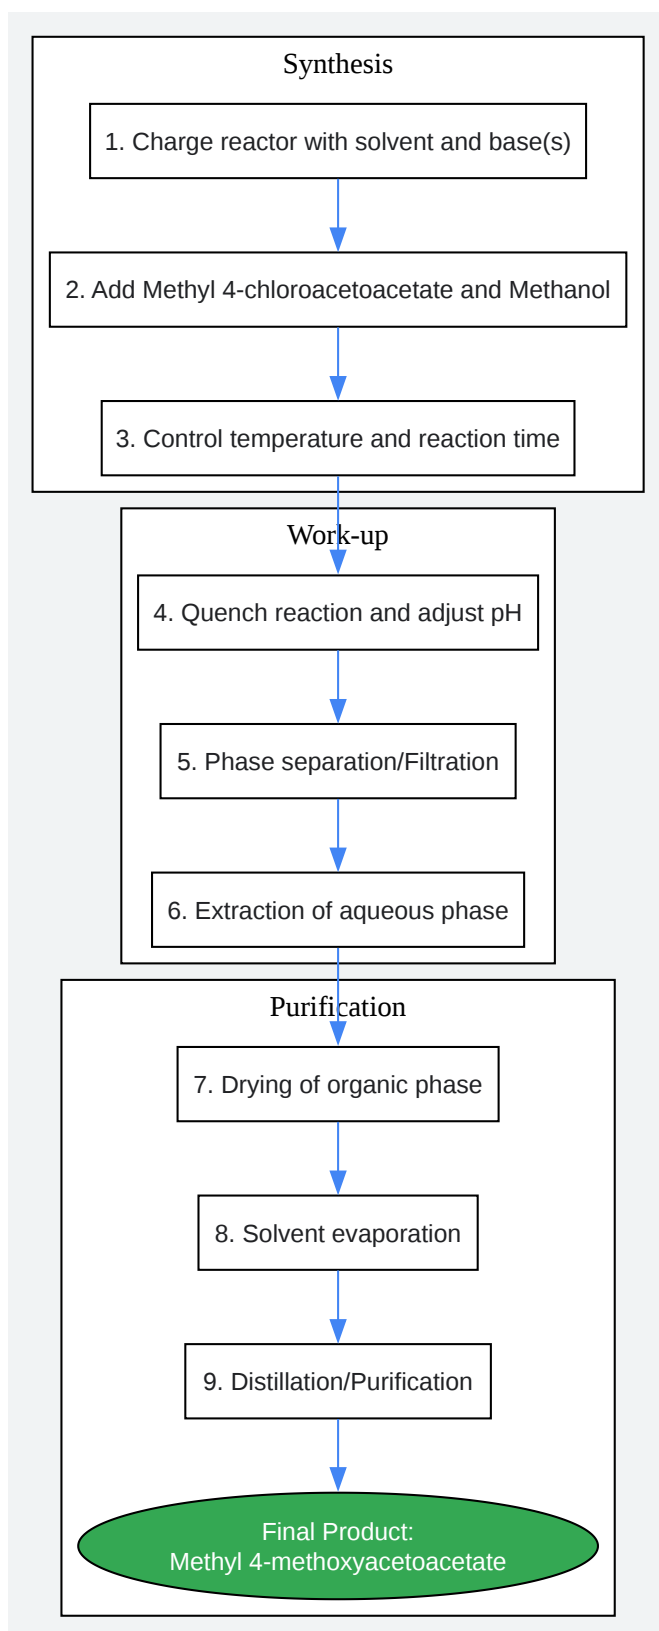 Synthesis
1. Charge reactor with solvent and base(s)
2. Add Methyl 4-chloroacetoacetate and Methanol
3. Control temperature and reaction time
Work-up
4. Quench reaction and adjust pH
5. Phase separation/Filtration
6. Extraction of aqueous phase
Purification
7. Drying of organic phase
8. Solvent evaporation
9. Distillation/Purification
Final Product:
Methyl 4-methoxyacetoacetate